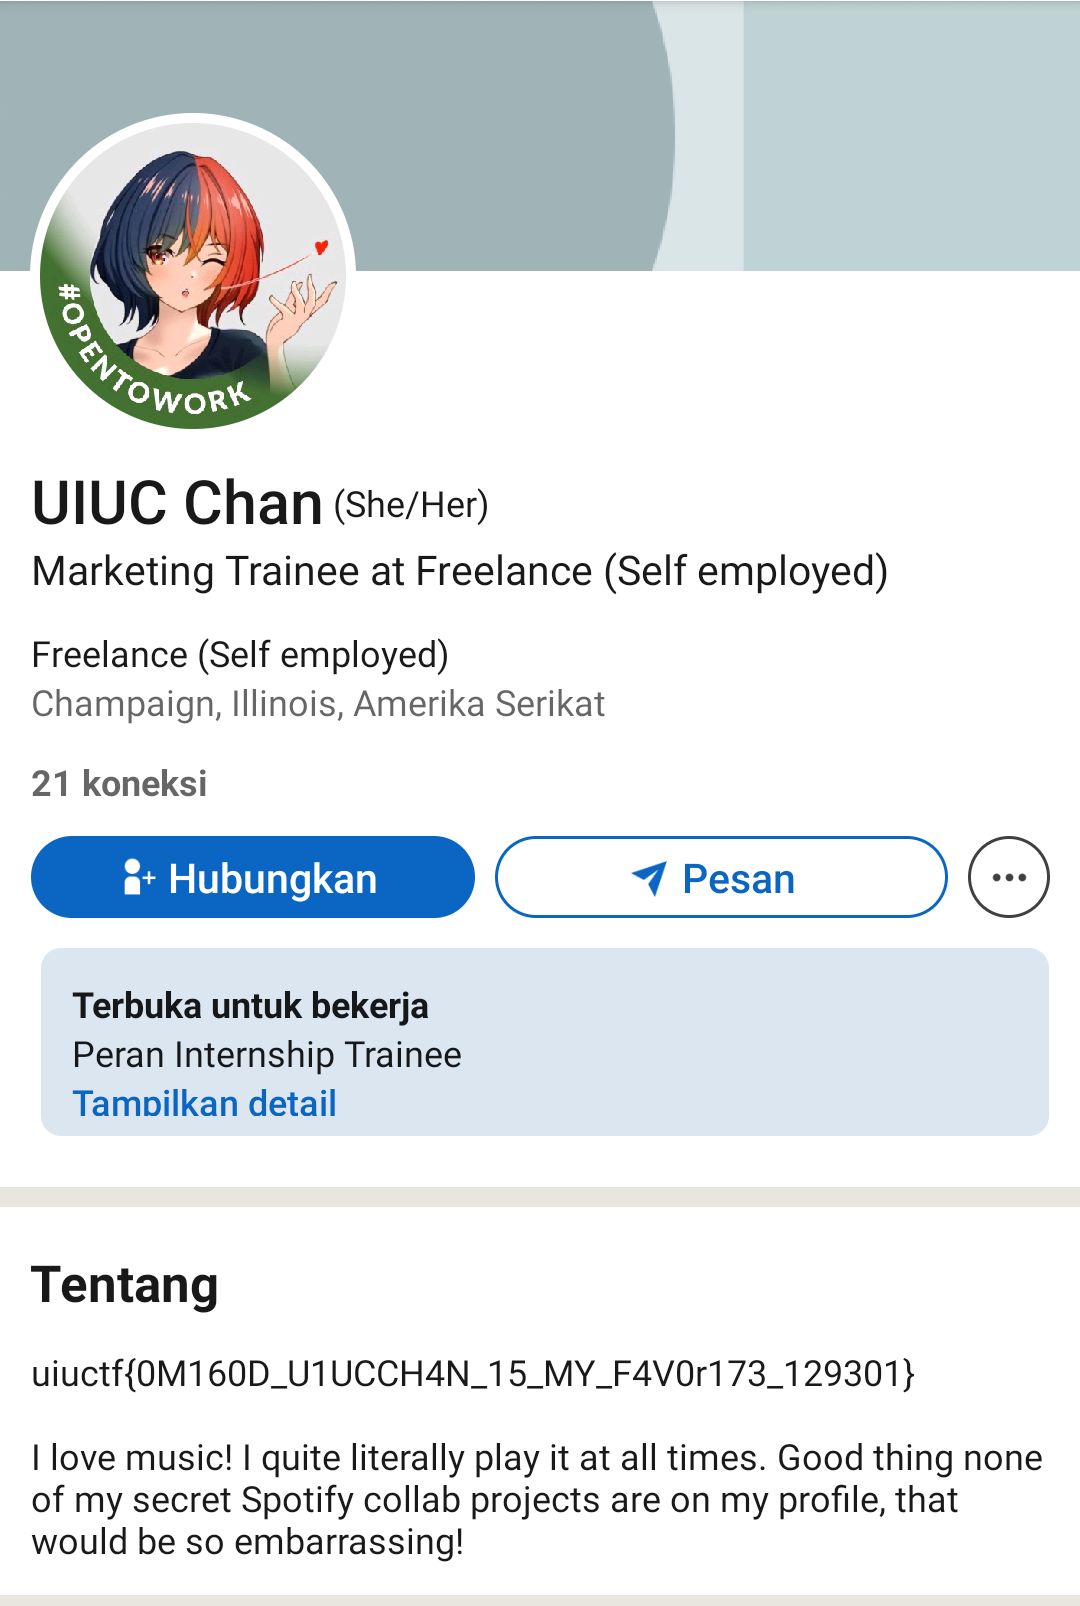 #OPENTOWORK
UIUC Chan (She/Her)
Marketing Trainee at Freelance (Self employed)
Freelance (Self employed)
Champaign, Illinois, Amerika Serikat
21 koneksi
Hubungkan
Pesan
Terbuka untuk bekerja
Peran Internship Trainee
Tampilkan detail
Tentang
uiuctf{0M160D_U1UCCH4N_15_MY_F4V0r173_129301}
I love music! I quite literally play it at all times. Good thing none
of my secret Spotify collab projects are on my profile, that
would be so embarrassing!